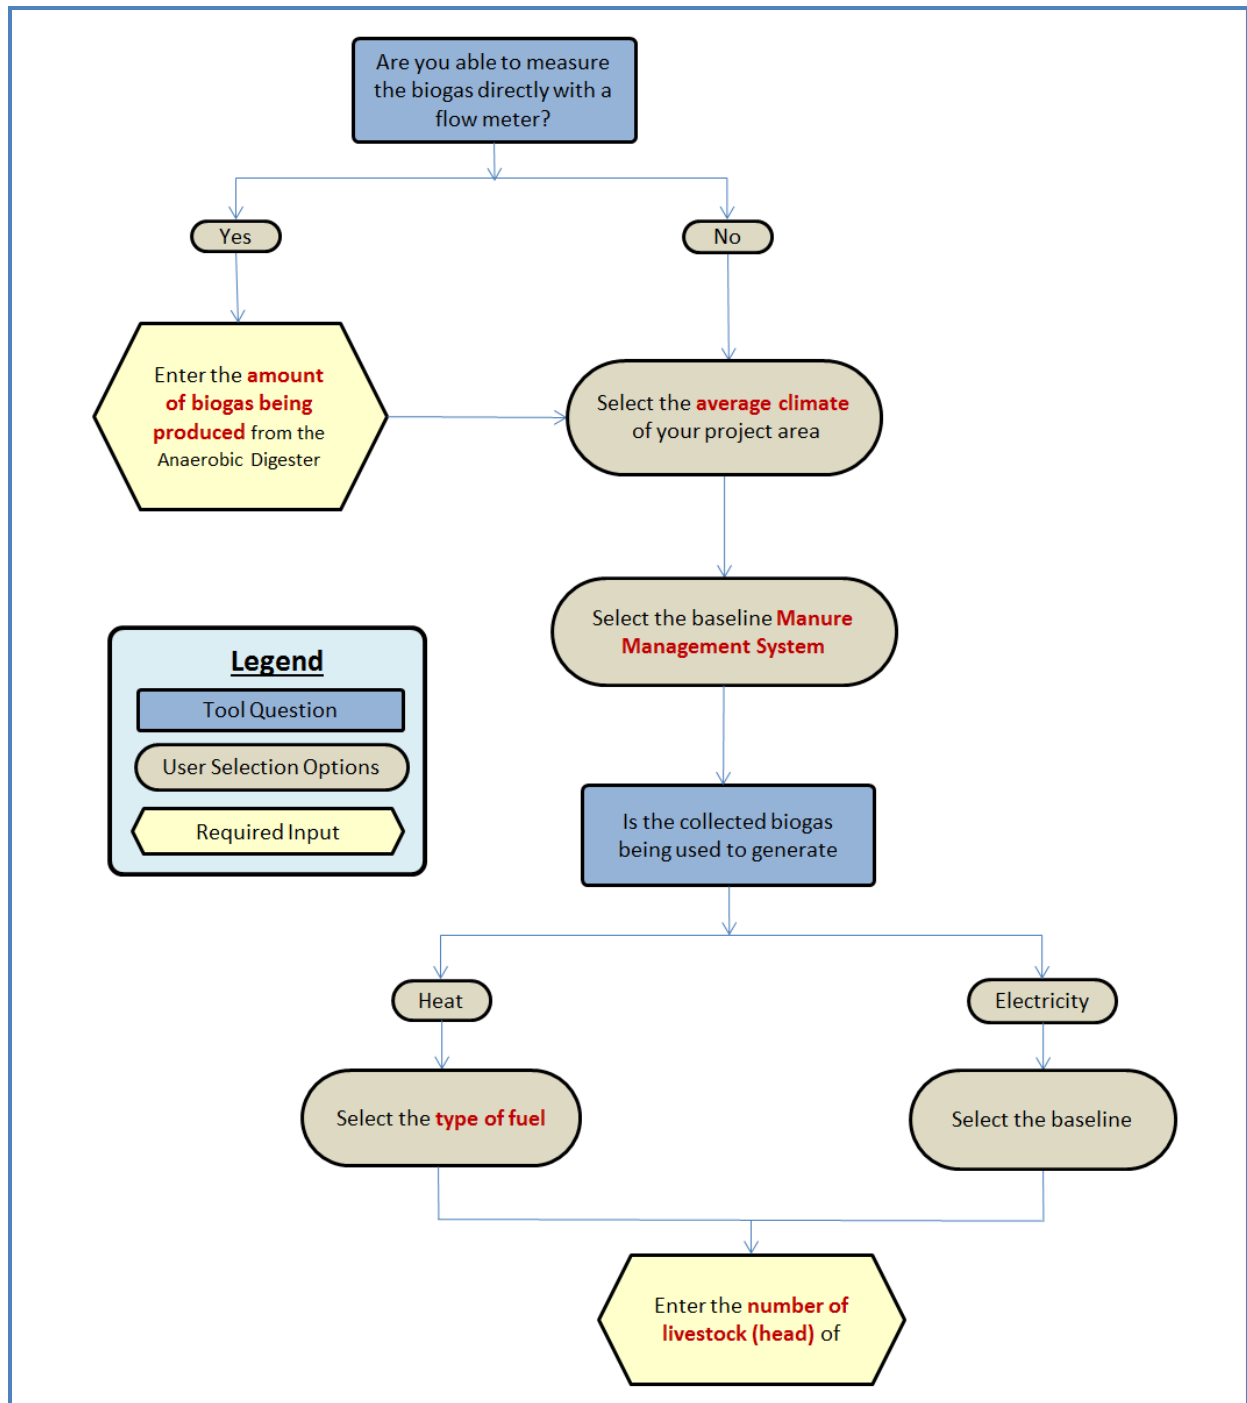 Are you able to measure
the biogas directly with a
flow meter?
Yes
No
Enter the amount
of biogas being
produced from the
Anaerobic Digester
Select the average climate
of your project area
Select the baseline Manure
Management System
Legend
Tool Question
User Selection Options
Required Input
Is the collected biogas
being used to generate
Heat
Electricity
Select the type of fuel
Select the baseline
Enter the number of
livestock (head) of